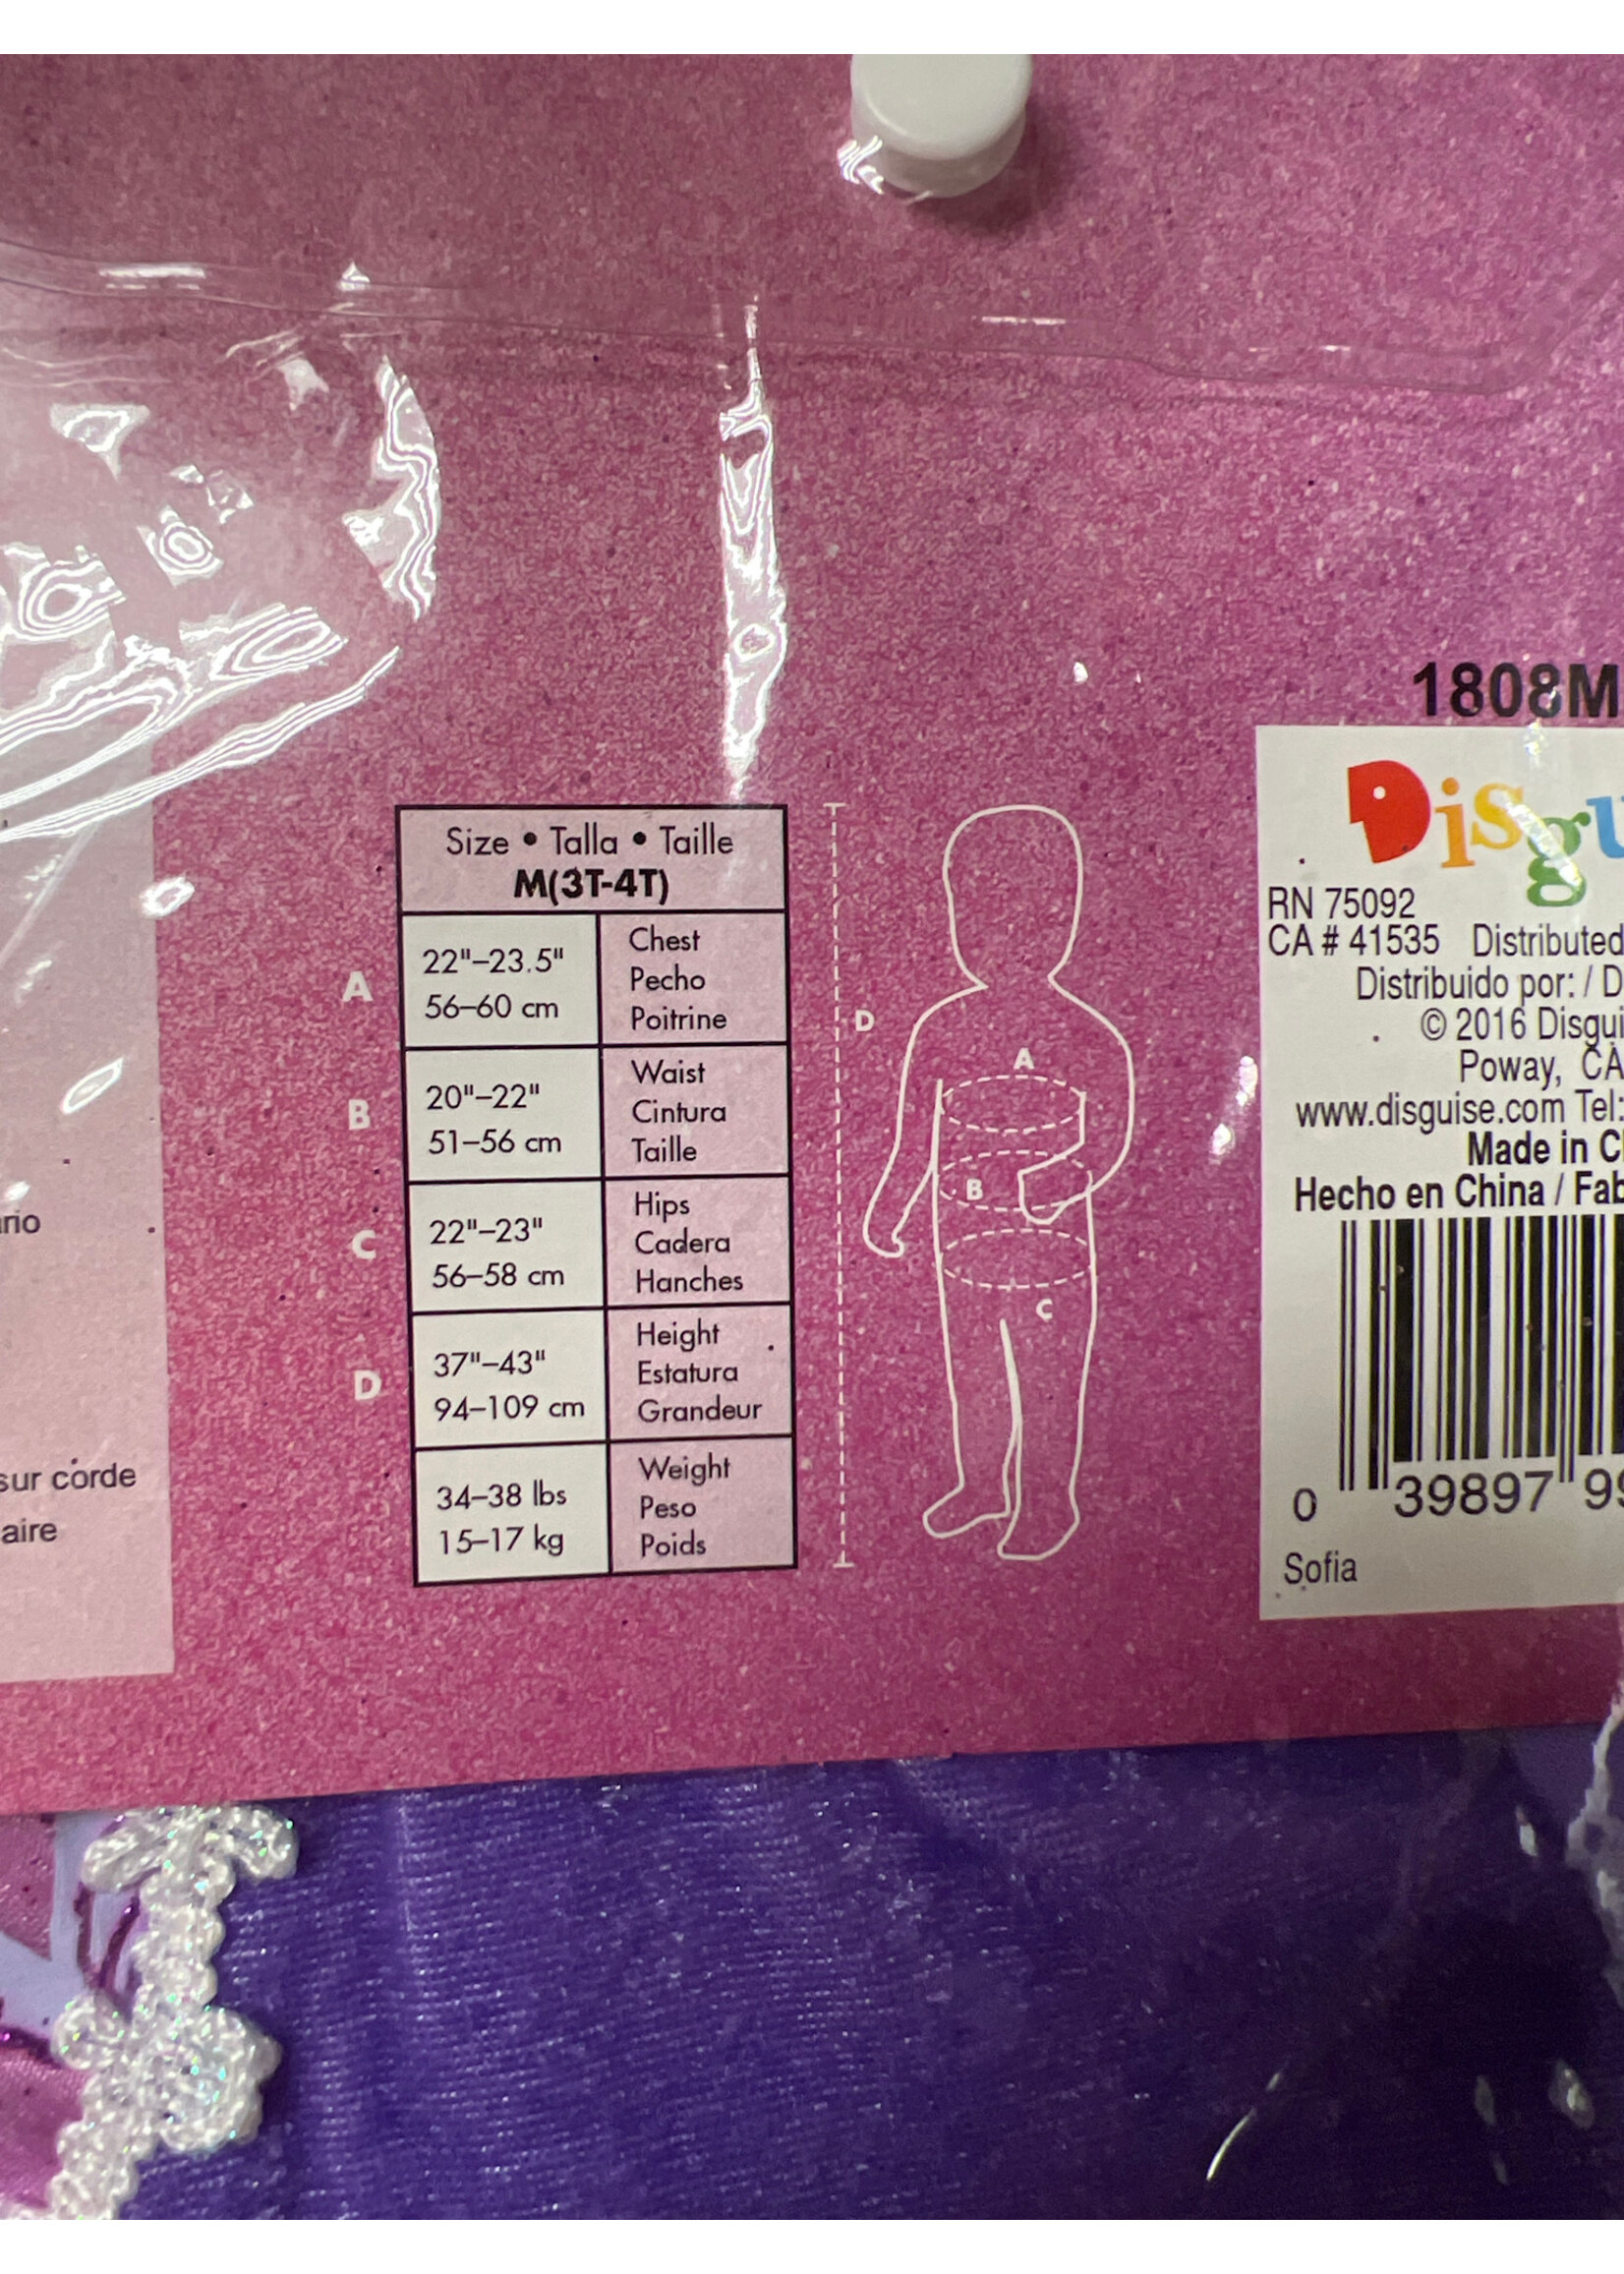 Size • Talla • Taille
M(3T-4T)
A
22"–23.5"
56–60 cm
Chest
Pecho
Poitrine
B
20"–22"
51–56 cm
Waist
Cintura
Taille
C
22"–23"
56–58 cm
Hips
Cadera
Hanches
D
37"–43"
94–109 cm
Height
Estatura
Grandeur
34–38 lbs
15–17 kg
Weight
Peso
Poids
D
A
B
C
sur corde
1808M
RN 75092
CA # 41535 Distributed
Distribuido por: / D
© 2016
Poway, CA
www.disguise.com Tel:
Made in
Hecho en China /
0 39897
Sofia